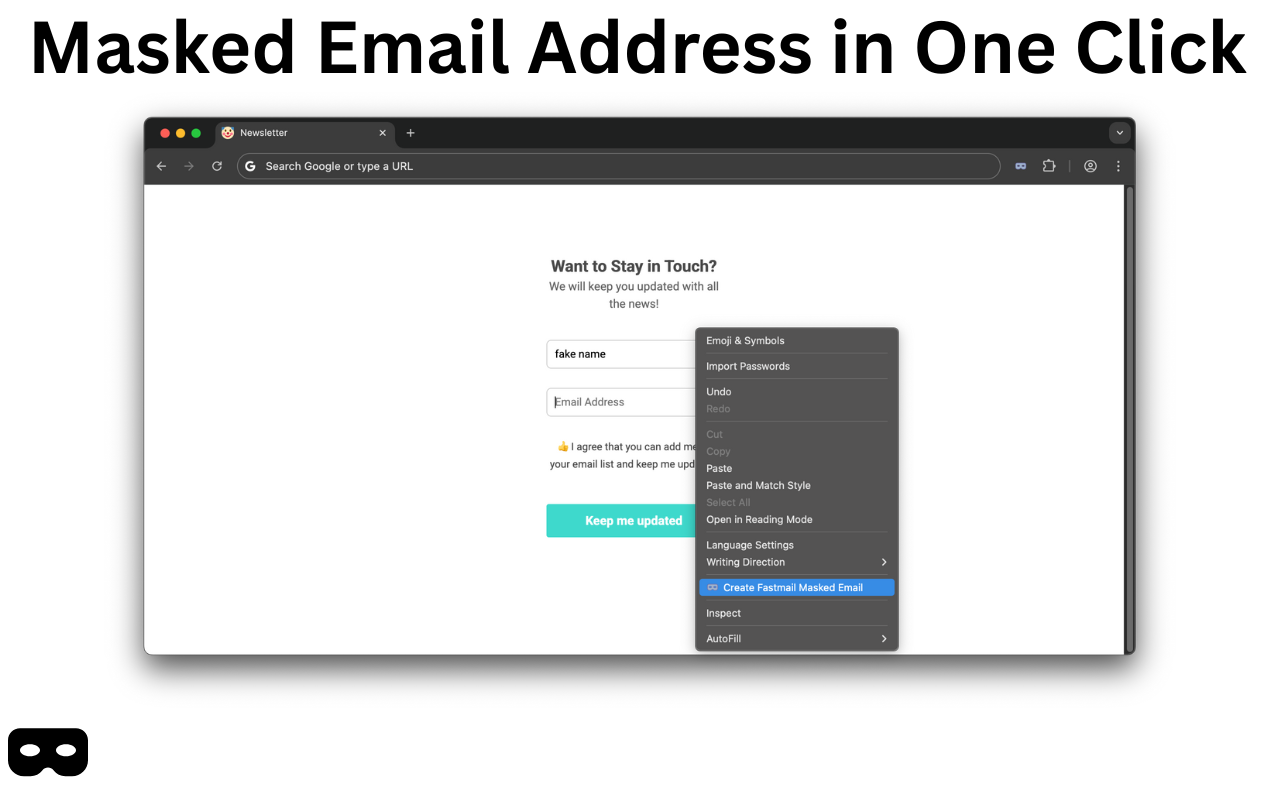 Masked Email Address in One Click
Newsletter
Search Google or type a URL
Want to Stay in Touch?
We will keep you updated with all
the news!
fake name
Email Address
👍 I agree that you can add me
your email list and keep me upd
Keep me updated
Emoji & Symbols
Import Passwords
Undo
Redo
Cut
Copy
Paste
Paste and Match Style
Select All
Open in Reading Mode
Language Settings
Writing Direction
Create Fastmail Masked Email
Inspect
AutoFill